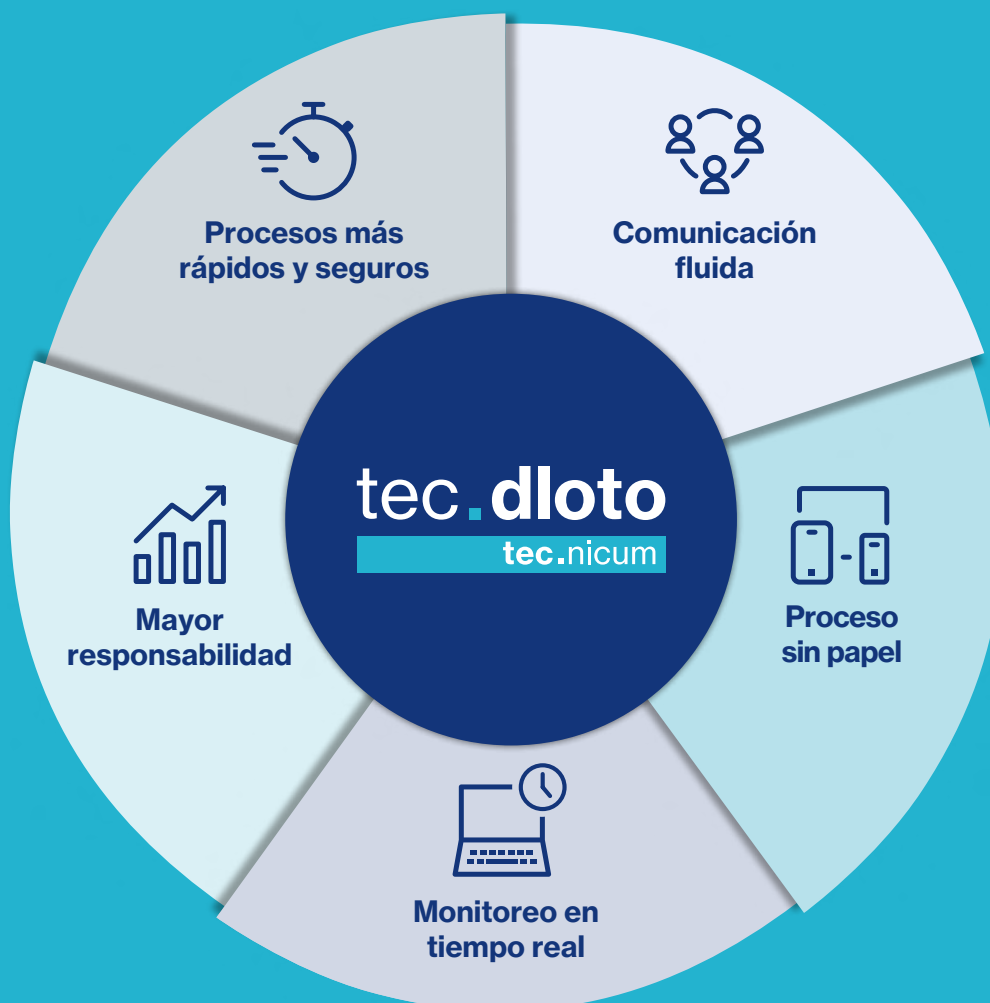 Procesos más
rápidos y seguros
Comunicación
fluida
tec.dloto
tec.nicum
Mayor
responsabilidad
Proceso
sin papel
Monitoreo en
tiempo real